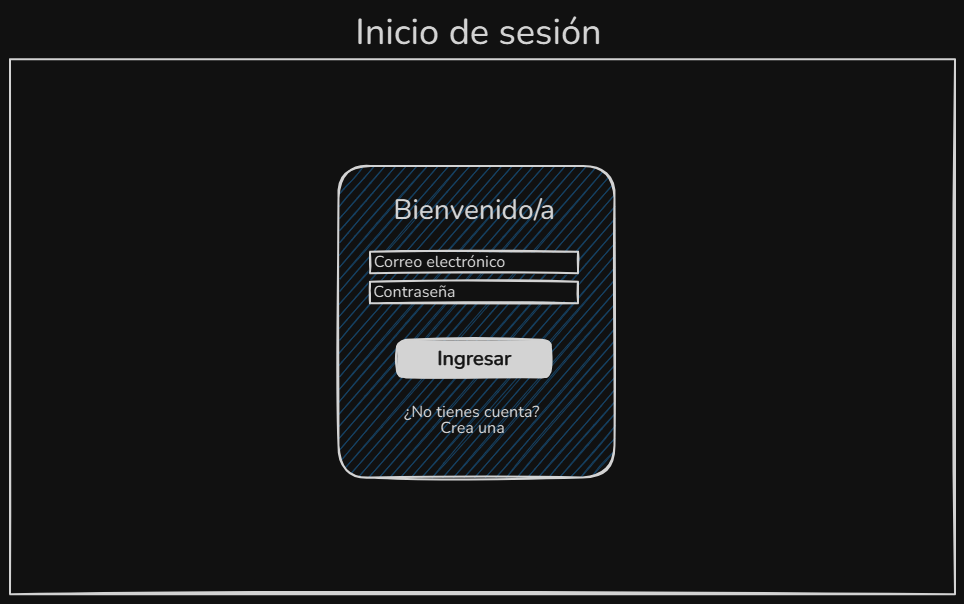 Inicio de sesión
Bienvenido/a
Correo electrónico
Contraseña
Ingresar
¿No tienes cuenta?
Crea una